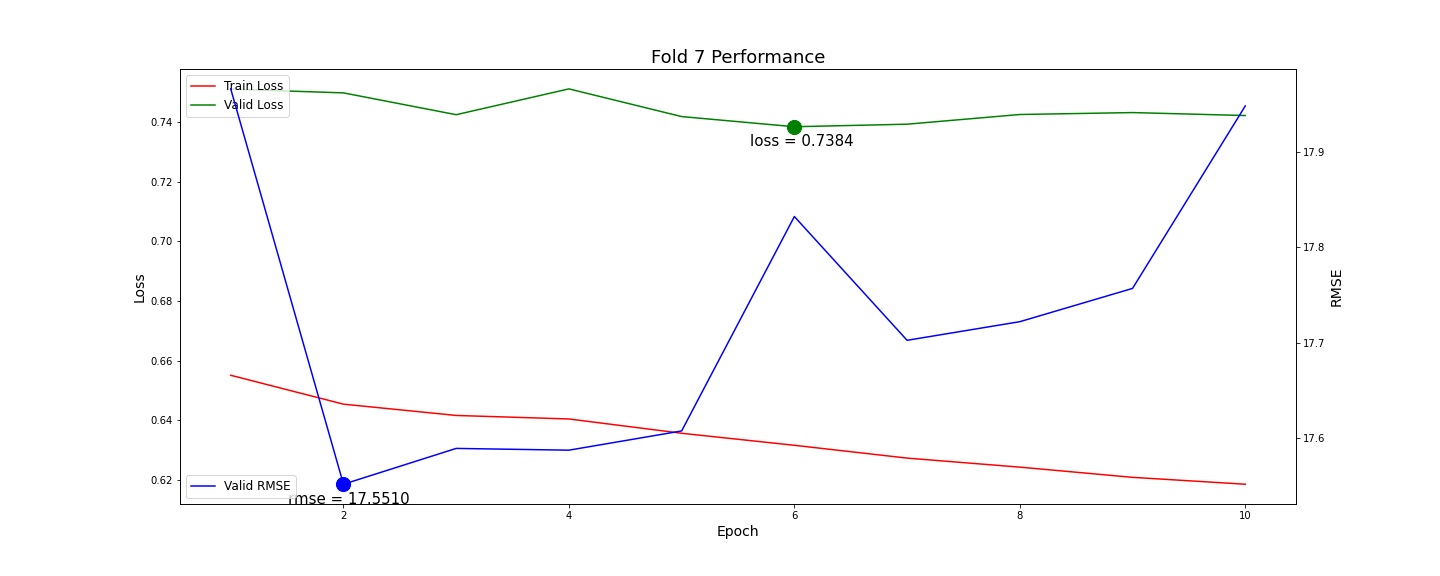 Fold 7 Performance
Train Loss
Valid Loss
0.74
0.72
0.70
0.68
0.66
0.64
0.62
Loss
loss = 0.7384
17.9
17.8
17.7
17.6
RMSE
Valid RMSE
rmse = 17.5510
2 4 6 8 10
Epoch